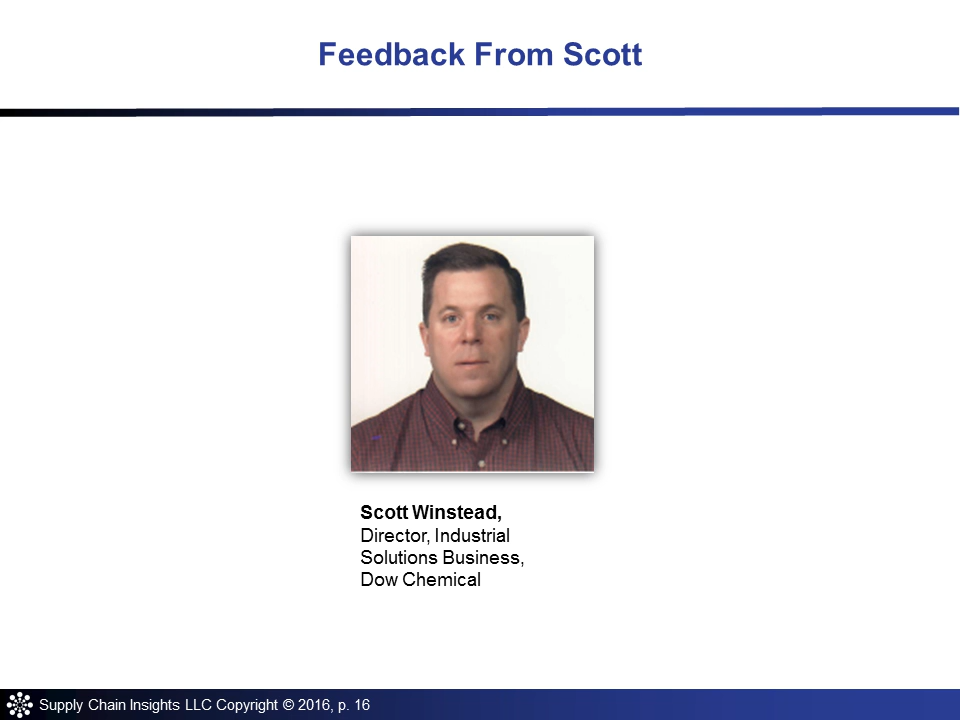 Feedback From Scott
Scott Winstead,
Director, Industrial
Solutions Business,
Dow Chemical
Supply Chain Insights LLC Copyright © 2016, p. 16